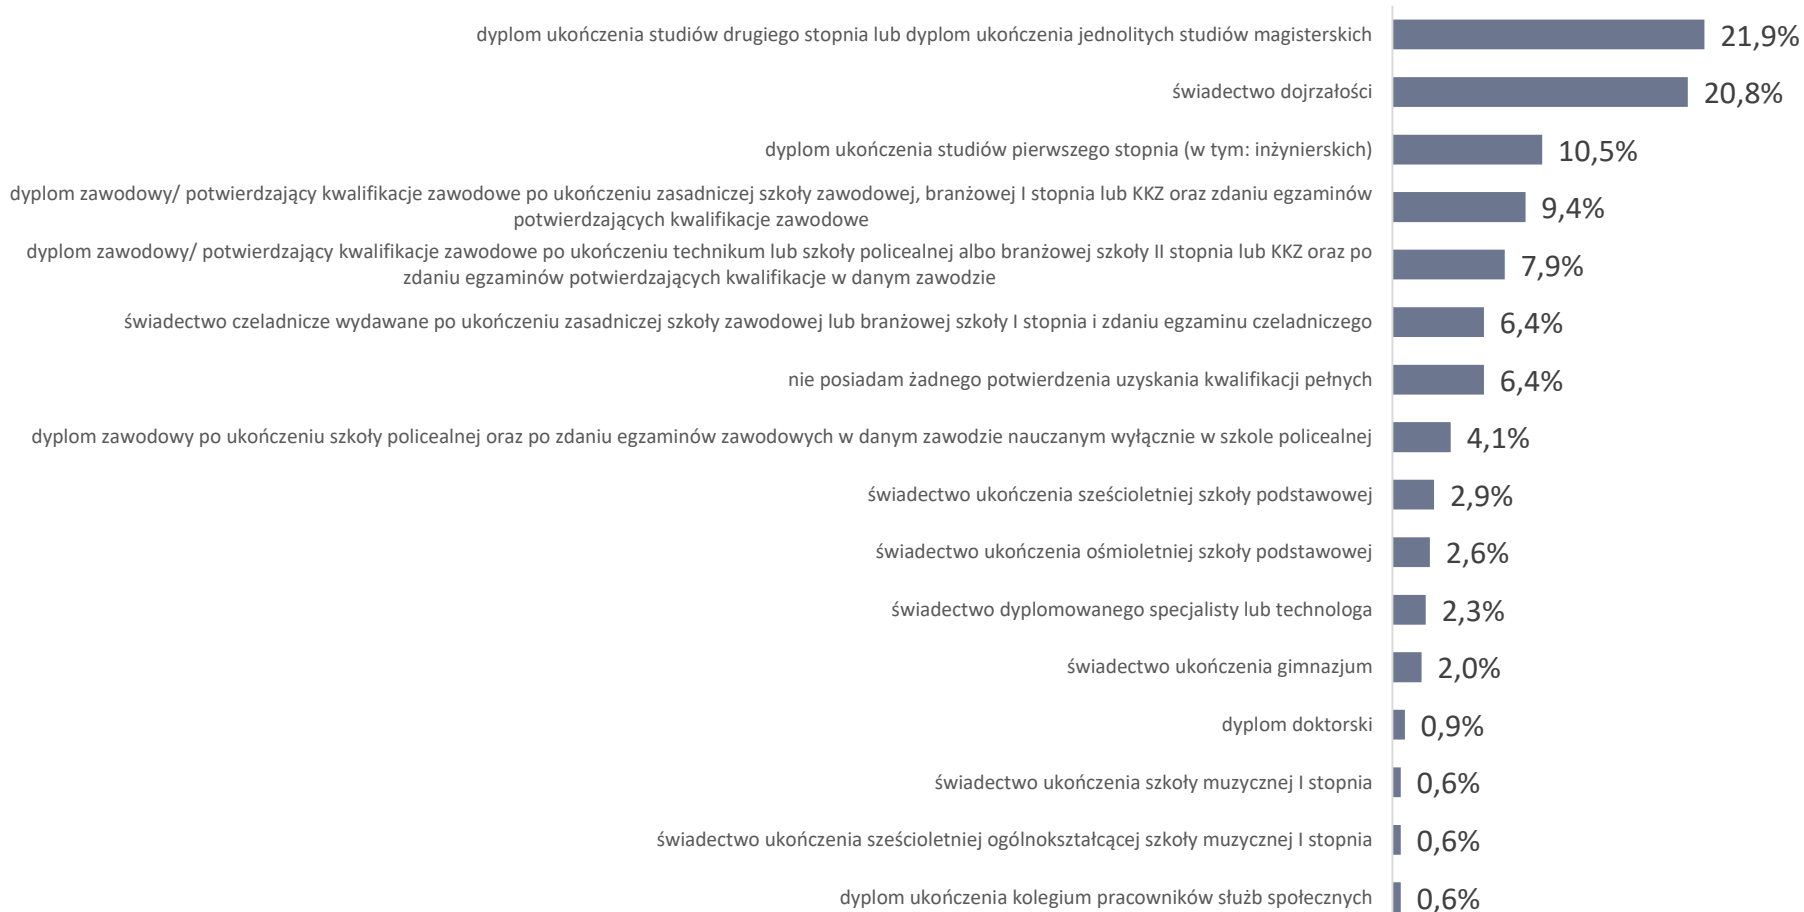 dyplom ukończenia studiów drugiego stopnia lub dyplom ukończenia jednolitych studiów magisterskich 21,9%
świadectwo dojrzałości 20,8%
dyplom ukończenia studiów pierwszego stopnia (w tym: inżynierskich) 10,5%
dyplom zawodowy/ potwierdzający kwalifikacje zawodowe po ukończeniu zasadniczej szkoły zawodowej, branżowej I stopnia lub KKZ oraz zdaniu egzaminów
potwierdzających kwalifikacje zawodowe 9,4%
dyplom zawodowy/ potwierdzający kwalifikacje zawodowe po ukończeniu technikum lub szkoły policealnej albo branżowej szkoły II stopnia lub KKZ oraz po
zdaniu egzaminów potwierdzających kwalifikacje w danym zawodzie 7,9%
świadectwo czeladnicze wydawane po ukończeniu zasadniczej szkoły zawodowej lub branżowej szkoły I stopnia i zdaniu egzaminu czeladniczego 6,4%
nie posiadam żadnego potwierdzenia uzyskania kwalifikacji pełnych 6,4%
dyplom zawodowy po ukończeniu szkoły policealnej oraz po zdaniu egzaminów zawodowych w danym zawodzie nauczanym wyłącznie w szkole policealnej 4,1%
świadectwo ukończenia sześcioletniej szkoły podstawowej 2,9%
świadectwo ukończenia ośmioletniej szkoły podstawowej 2,6%
świadectwo dyplomowanego specjalisty lub technologa 2,3%
świadectwo ukończenia gimnazjum 2,0%
dyplom doktorski 0,9%
świadectwo ukończenia szkoły muzycznej I stopnia 0,6%
świadectwo ukończenia sześcioletniej ogólnokształcącej szkoły muzycznej I stopnia 0,6%
dyplom ukończenia kolegium pracowników służb społecznych 0,6%